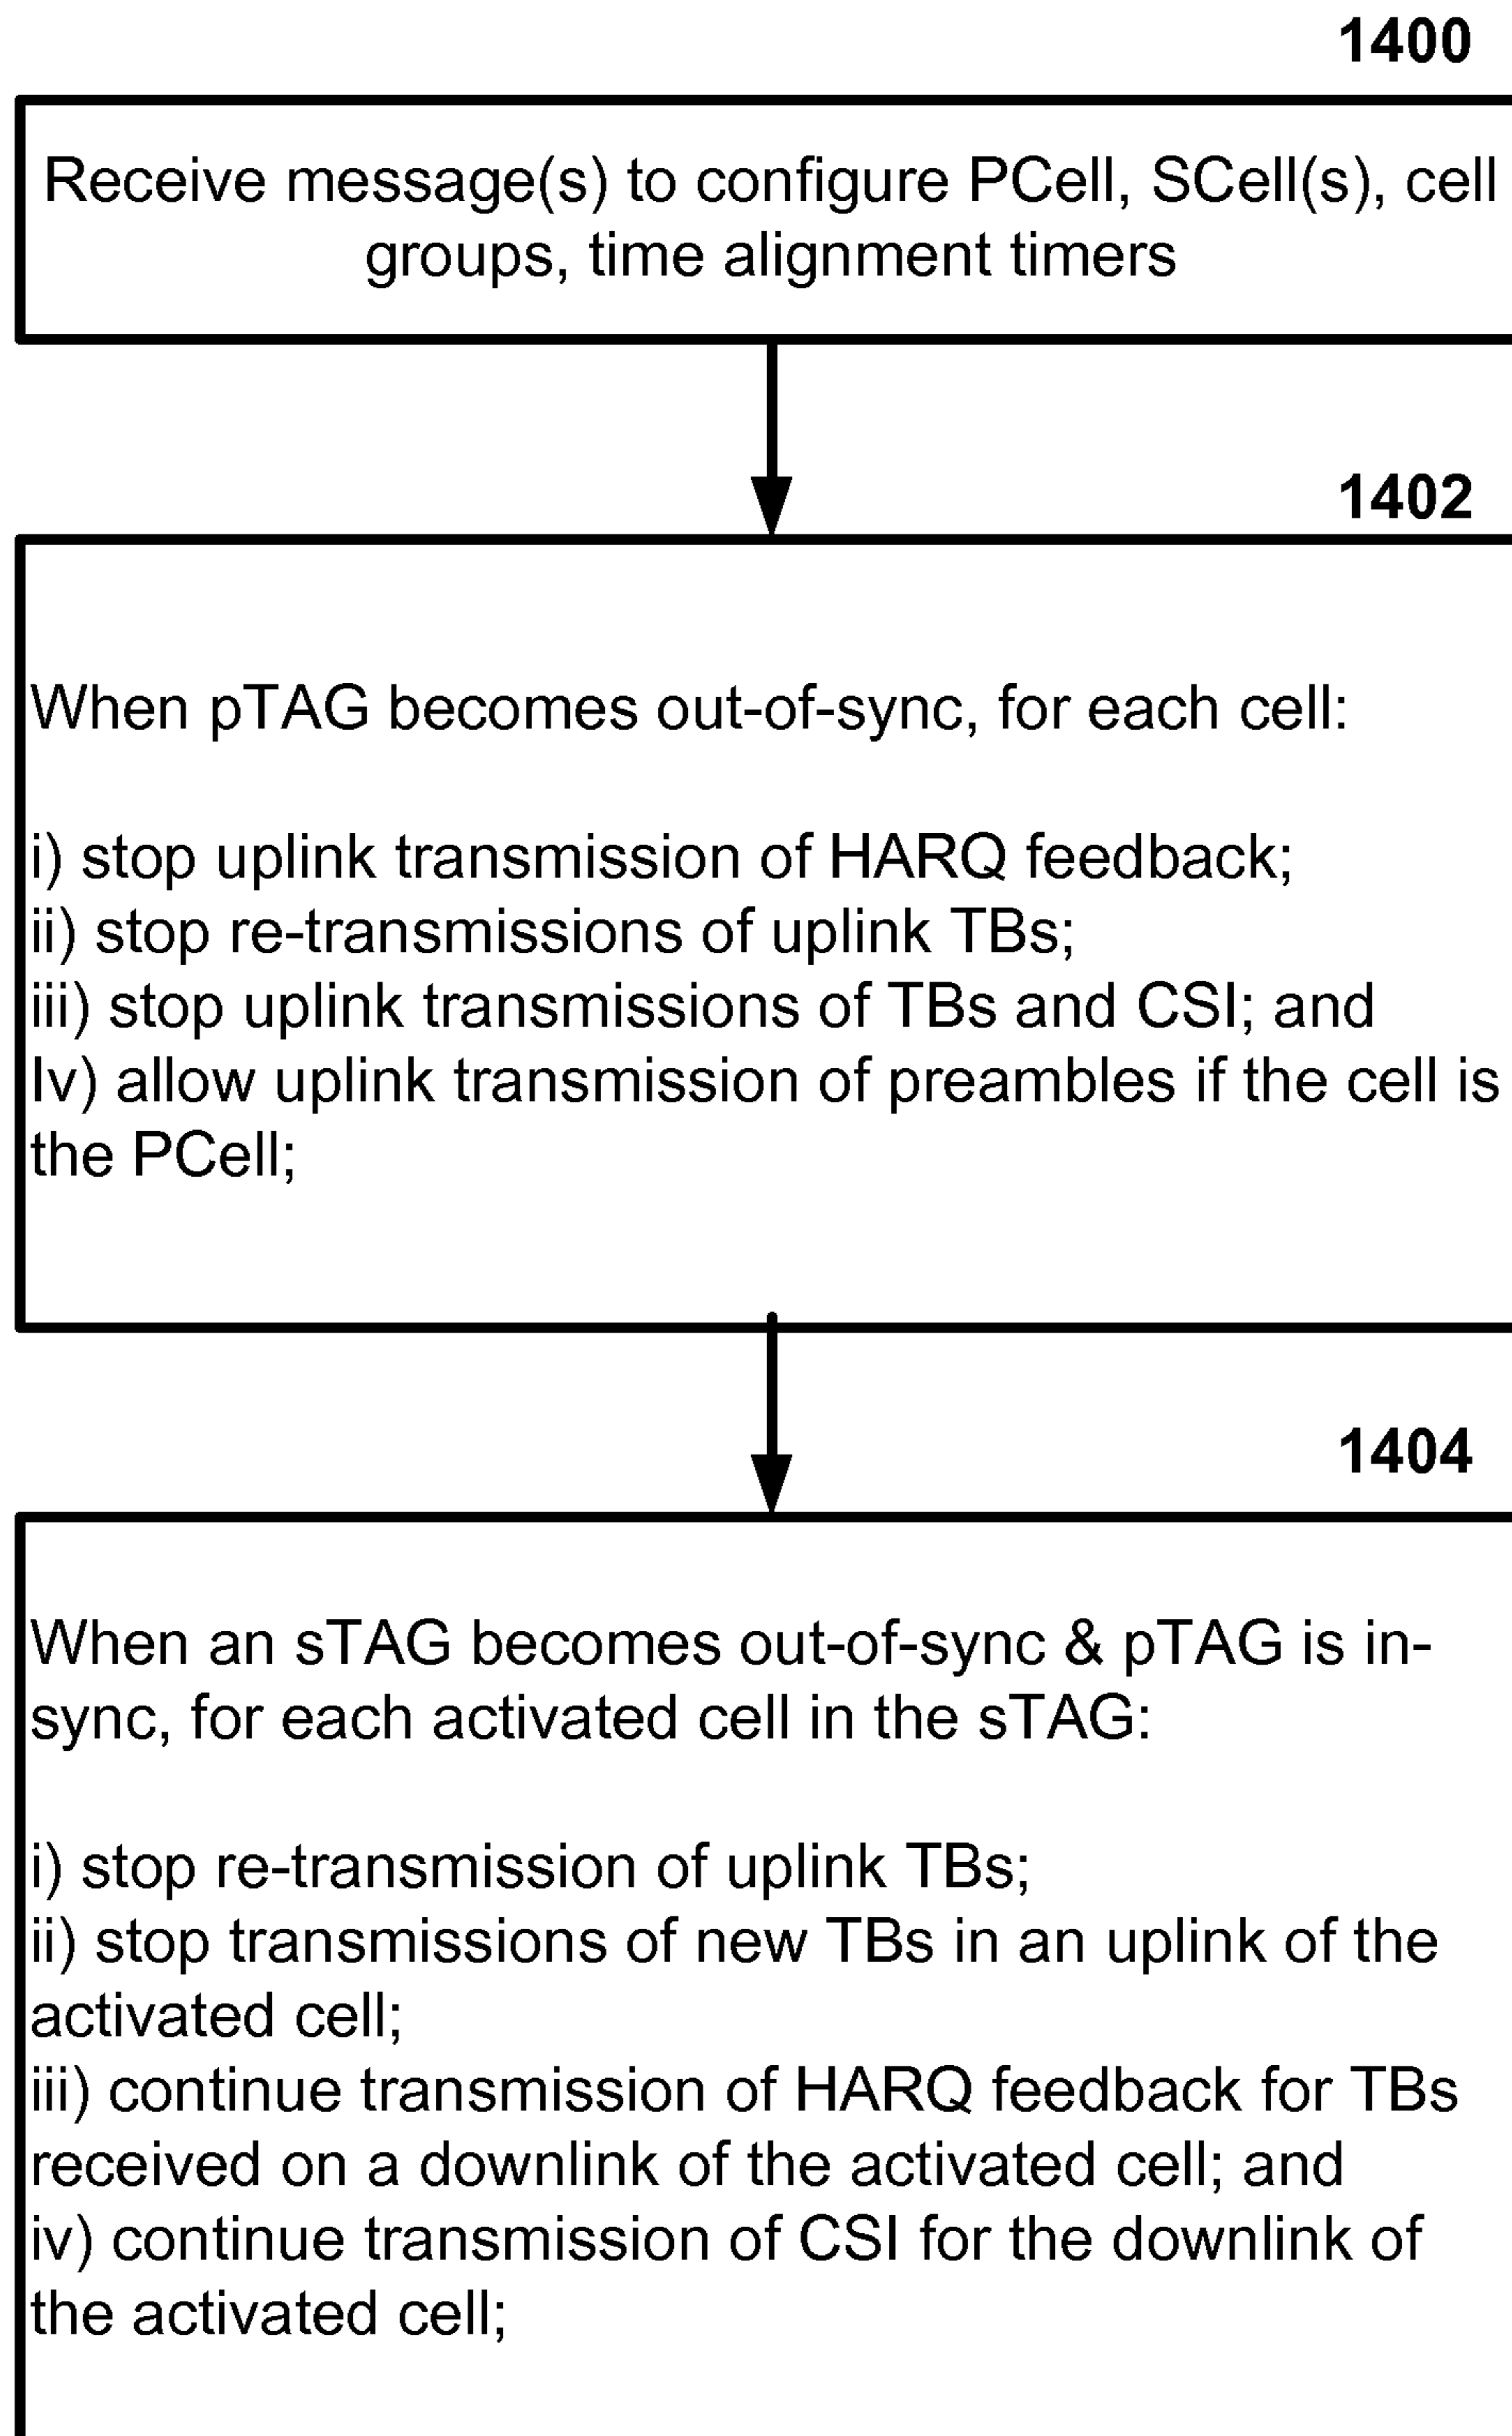 1400
Receive message(s) to configure PCell, SCell(s), cell
groups, time alignment timers
1402
When pTAG becomes out-of-sync, for each cell:
i) stop uplink transmission of HARQ feedback;
ii) stop re-transmissions of uplink TBs;
iii) stop uplink transmissions of TBs and CSI; and
Iv) allow uplink transmission of preambles if the cell is
the PCell;
1404
When an sTAG becomes out-of-sync & pTAG is in-
sync, for each activated cell in the sTAG:
i) stop re-transmission of uplink TBs;
ii) stop transmissions of new TBs in an uplink of the
activated cell;
iii) continue transmission of HARQ feedback for TBs
received on a downlink of the activated cell; and
iv) continue transmission of CSI for the downlink of
the activated cell;